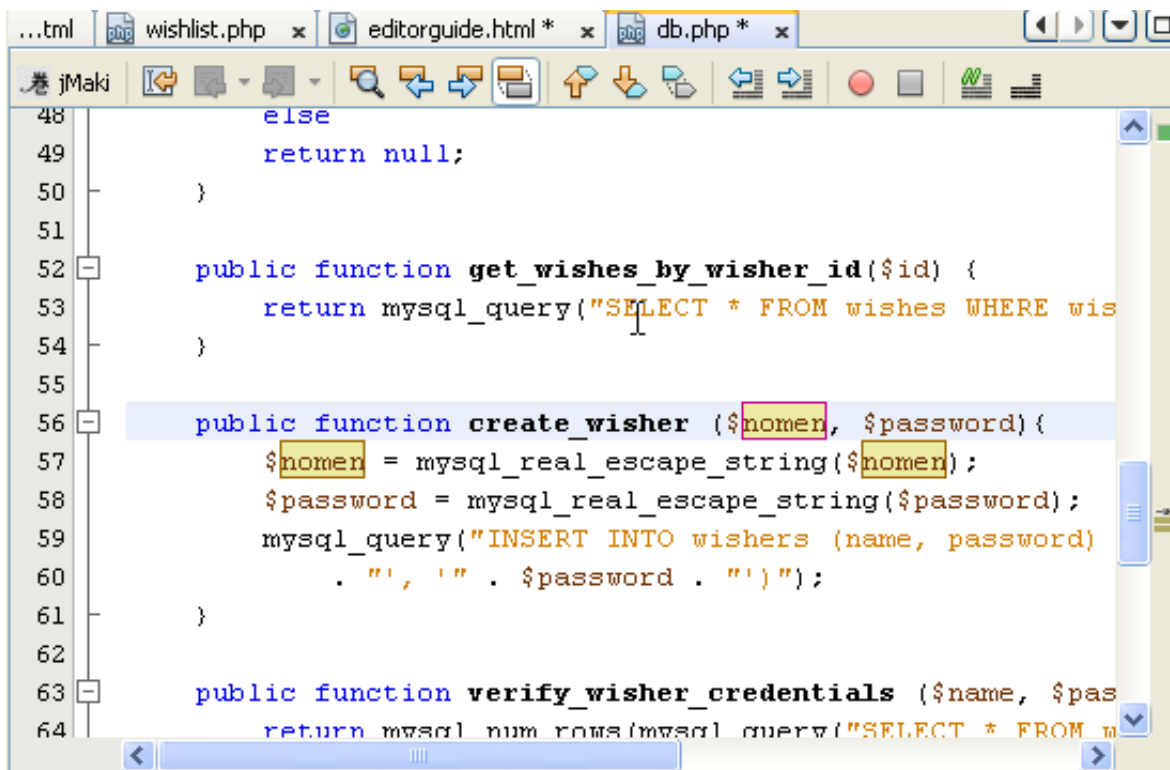 ...tml wishlist.php x editorguide.html * x db.php * x
jMaki
48 else
49 return null;
50 }
51
52 public function get_wishes_by_wisher_id($id) {
53 return mysql_query("SELECT * FROM wishes WHERE wis
54 }
55
56 public function create_wisher ($nomen, $password){
57 $nomen = mysql_real_escape_string($nomen);
58 $password = mysql_real_escape_string($password);
59 mysql_query("INSERT INTO wishers (name, password)
60 . "', '" . $password . "')");
61 }
62
63 public function verify_wisher_credentials ($name, $pas
64 return mysql_num_rows(mysql_query("SELECT * FROM w